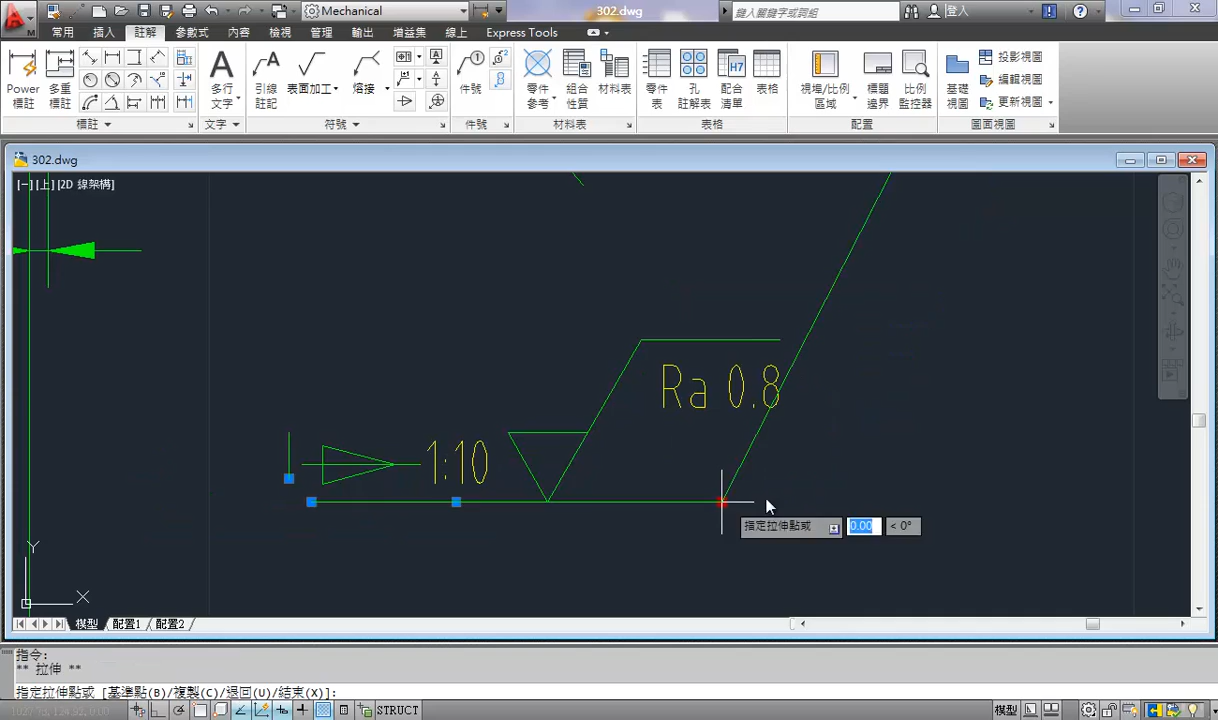 Mechanical
302.dwg
鍵入關鍵字或詞組
登入
常用 插入 註解 參數式 內容 檢視 管理 輸出 增益集 線上 Express Tools
Power 標註
多重 標註
多行 文字
引線 註記
表面加工
熔接
件號
零件 參考
組合 性質
材料表
零件 表
孔 註解表
配合 清單
表格
視埠/比例 區域
標題 邊界
比例 監控器
基礎 視圖
投影視圖
編輯視圖
更新視圖
標註 文字 符號 件號 材料表 表格 配置 圖面視圖
302.dwg
[−][上][2D 線架構]
Ra 0.8
1:10
指定拉伸點或 0.00 < 0°
Y
X
模型 配置1 配置2
指令:
** 拉伸 **
指定拉伸點或 [基準點(B)/複製(C)/退回(U)/結束(X)]:
STRUCT
模型